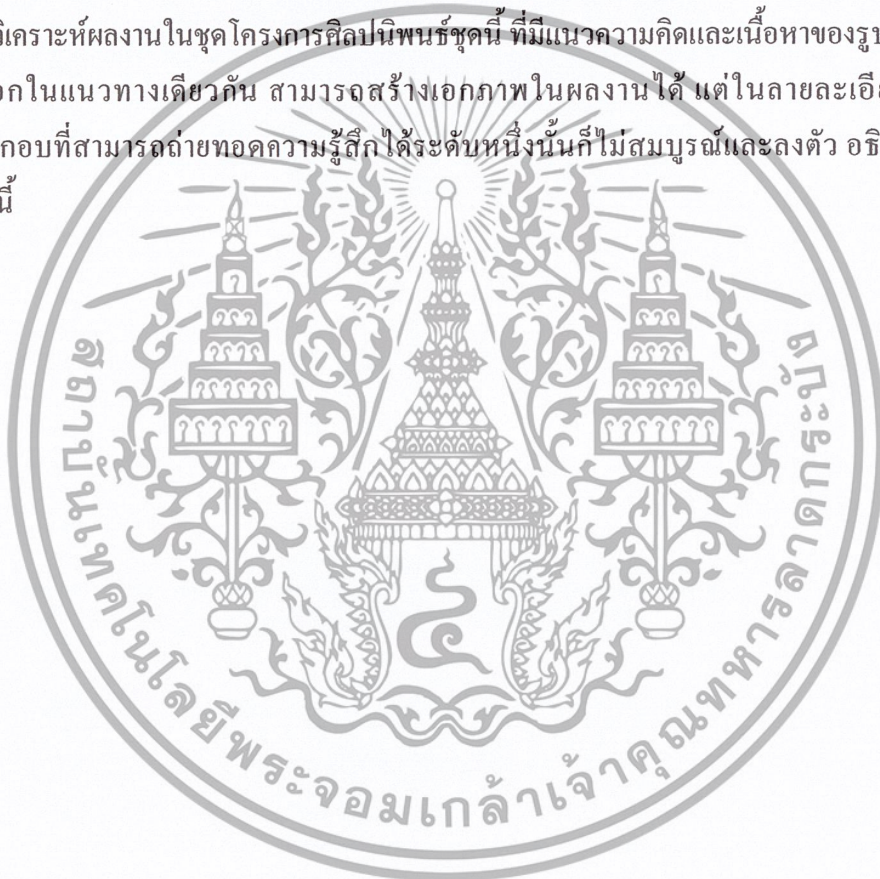 วิเคราะห์ผลงานในชุดโครงการศิลปนิพนธ์ชุดนี้ ที่มีแนวความคิดและเนื้อหาของรูป
อกในแนวทางเดียวกัน สามารถสร้างเอกภาพในผลงานได้ แต่ในลายละเอีย
กอบที่สามารถถ่ายทอดความรู้สึกได้ระดับหนึ่งนั้นก็ไม่สมบูรณ์และลงตัว อธิ
นี้
สถาบันเทคโนโลยีพระจอมเกล้าเจ้าคุณทหารลาดกระบัง
๔